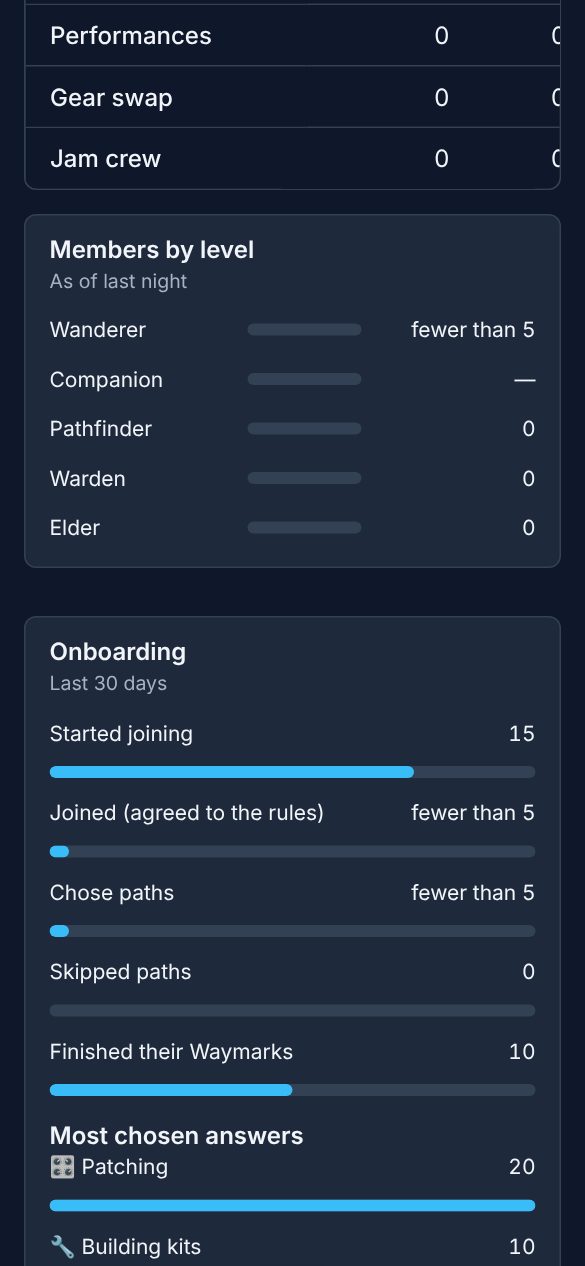 Performances 0 0
Gear swap 0 0
Jam crew 0 0
Members by level
As of last night
Wanderer fewer than 5
Companion —
Pathfinder 0
Warden 0
Elder 0
Onboarding
Last 30 days
Started joining 15
Joined (agreed to the rules) fewer than 5
Chose paths fewer than 5
Skipped paths 0
Finished their Waymarks 10
Most chosen answers
🎛️ Patching 20
🔧 Building kits 10